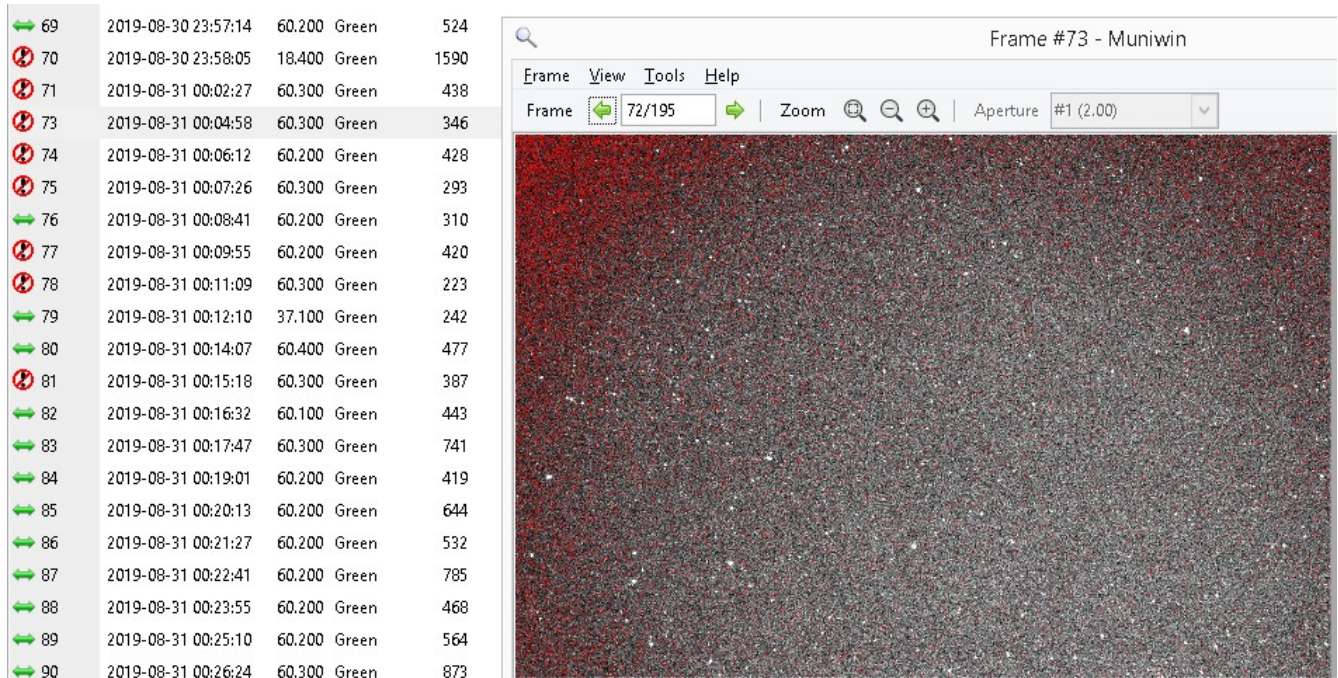 69 2019-08-30 23:57:14 60.200 Green 524
70 2019-08-30 23:58:05 18.400 Green 1590
71 2019-08-31 00:02:27 60.300 Green 438
73 2019-08-31 00:04:58 60.300 Green 346
74 2019-08-31 00:06:12 60.200 Green 428
75 2019-08-31 00:07:26 60.300 Green 293
76 2019-08-31 00:08:41 60.200 Green 310
77 2019-08-31 00:09:55 60.200 Green 420
78 2019-08-31 00:11:09 60.300 Green 223
79 2019-08-31 00:12:10 37.100 Green 242
80 2019-08-31 00:14:07 60.400 Green 477
81 2019-08-31 00:15:18 60.300 Green 387
82 2019-08-31 00:16:32 60.100 Green 443
83 2019-08-31 00:17:47 60.300 Green 741
84 2019-08-31 00:19:01 60.200 Green 419
85 2019-08-31 00:20:13 60.200 Green 644
86 2019-08-31 00:21:27 60.200 Green 532
87 2019-08-31 00:22:41 60.200 Green 785
88 2019-08-31 00:23:55 60.200 Green 468
89 2019-08-31 00:25:10 60.200 Green 564
90 2019-08-31 00:26:24 60.300 Green 873
Frame #73 - Muniwin
Frame View Tools Help
Frame 72/195 Zoom Aperture #1 (2.00)